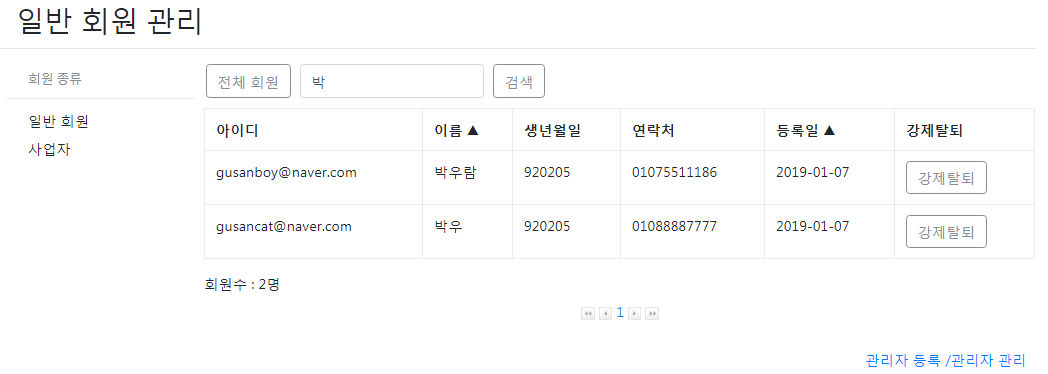 일반 회원 관리
회원 종류
일반 회원
사업자
전체 회원 박 검색
아이디 이름 ▲ 생년월일 연락처 등록일 ▲ 강제탈퇴
gusanboy@naver.com 박우람 920205 01075511186 2019-01-07 강제탈퇴
gusancat@naver.com 박우 920205 01088887777 2019-01-07 강제탈퇴
회원수 : 2명
1
관리자 등록 /관리자 관리